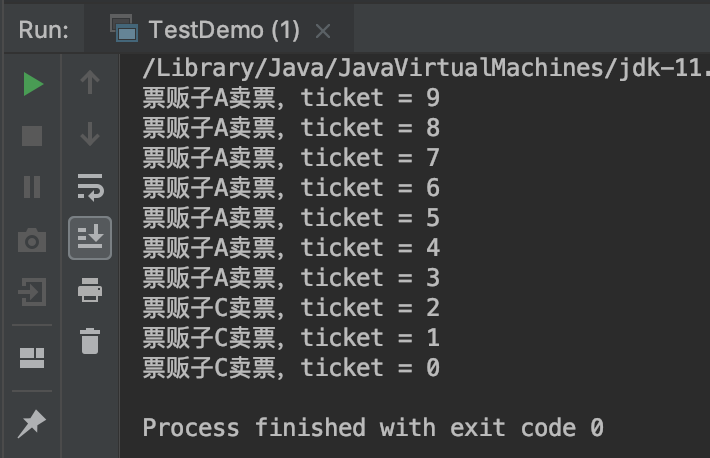 Run: TestDemo (1)
/Library/Java/JavaVirtualMachines/jdk-11.
票贩子A卖票，ticket = 9
票贩子A卖票，ticket = 8
票贩子A卖票，ticket = 7
票贩子A卖票，ticket = 6
票贩子A卖票，ticket = 5
票贩子A卖票，ticket = 4
票贩子A卖票，ticket = 3
票贩子C卖票，ticket = 2
票贩子C卖票，ticket = 1
票贩子C卖票，ticket = 0
Process finished with exit code 0